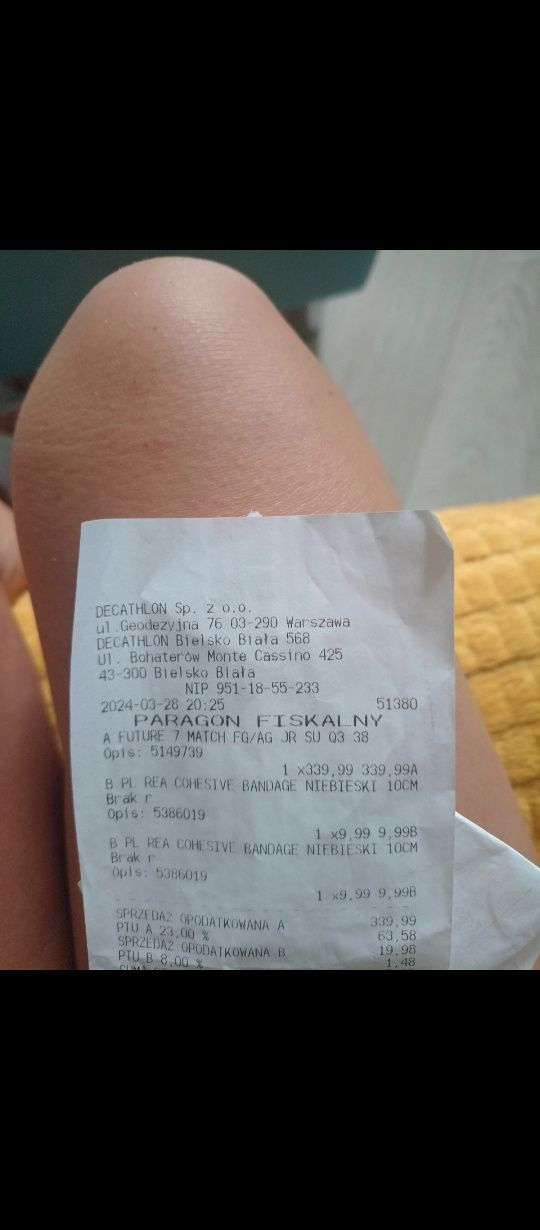 DECATHLON Sp. z o.o.
ul.Geodezyjna 76 03-290 Warszawa
DECATHLON Bielsko Biała 568
Ul. Bohaterów Monte Cassino 425
43-300 Bielsko Biała
NIP 951-18-55-233
2024-03-28 20:25 51380
PARAGON FISKALNY
A FUTURE 7 MATCH FG/AG JR SU Q3 38
Opis: 5149739
1 x339,99 339,99A
B PL REA COHESIVE BANDAGE NIEBIESKI 10CM
Brak r
Opis: 5386019
1 x9,99 9,99B
B PL REA COHESIVE BANDAGE NIEBIESKI 10CM
Brak r
Opis: 5386019
1 x9,99 9,99B
SPRZEDAŻ OPODATKOWANA A 339,99
PTU A 23,00 % 63,58
SPRZEDAŻ OPODATKOWANA B 19,98
PTU B 8,00 % 1,48